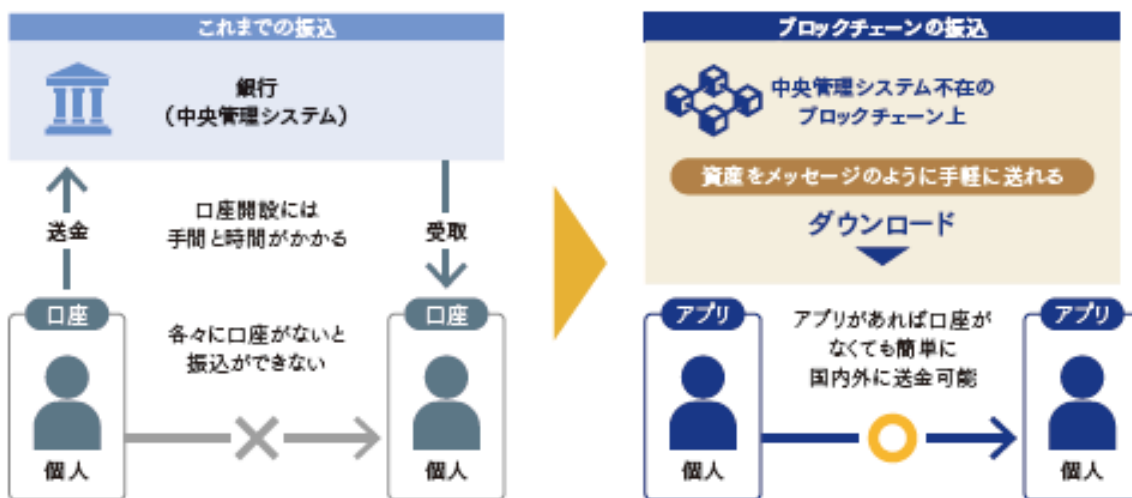 これまでの振込
銀行
（中央管理システム）
送金
口座開設には
手間と時間がかかる
受取
口座
各々に口座がないと
振込ができない
口座
個人
個人
ブロックチェーンの振込
中央管理システム不在の
ブロックチェーン上
資産をメッセージのように手軽に送れる
ダウンロード
アプリ
アプリがあれば口座が
なくても簡単に
国内外に送金可能
アプリ
個人
個人